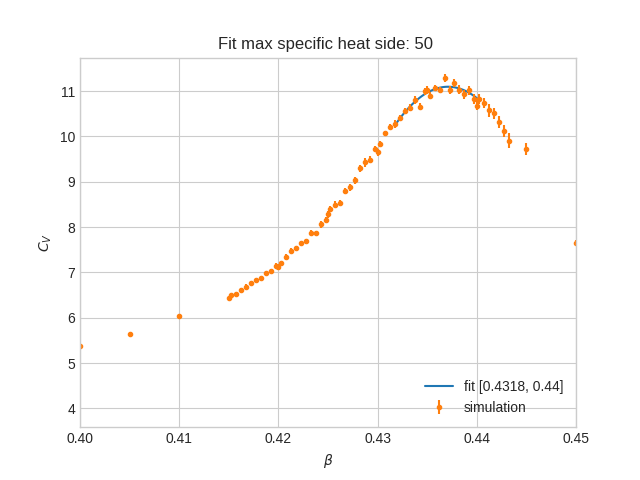 Fit max specific heat side: 50
C_V
11
10
9
8
7
6
5
4
0.40 0.41 0.42 0.43 0.44 0.45
β
fit [0.4318, 0.44]
simulation